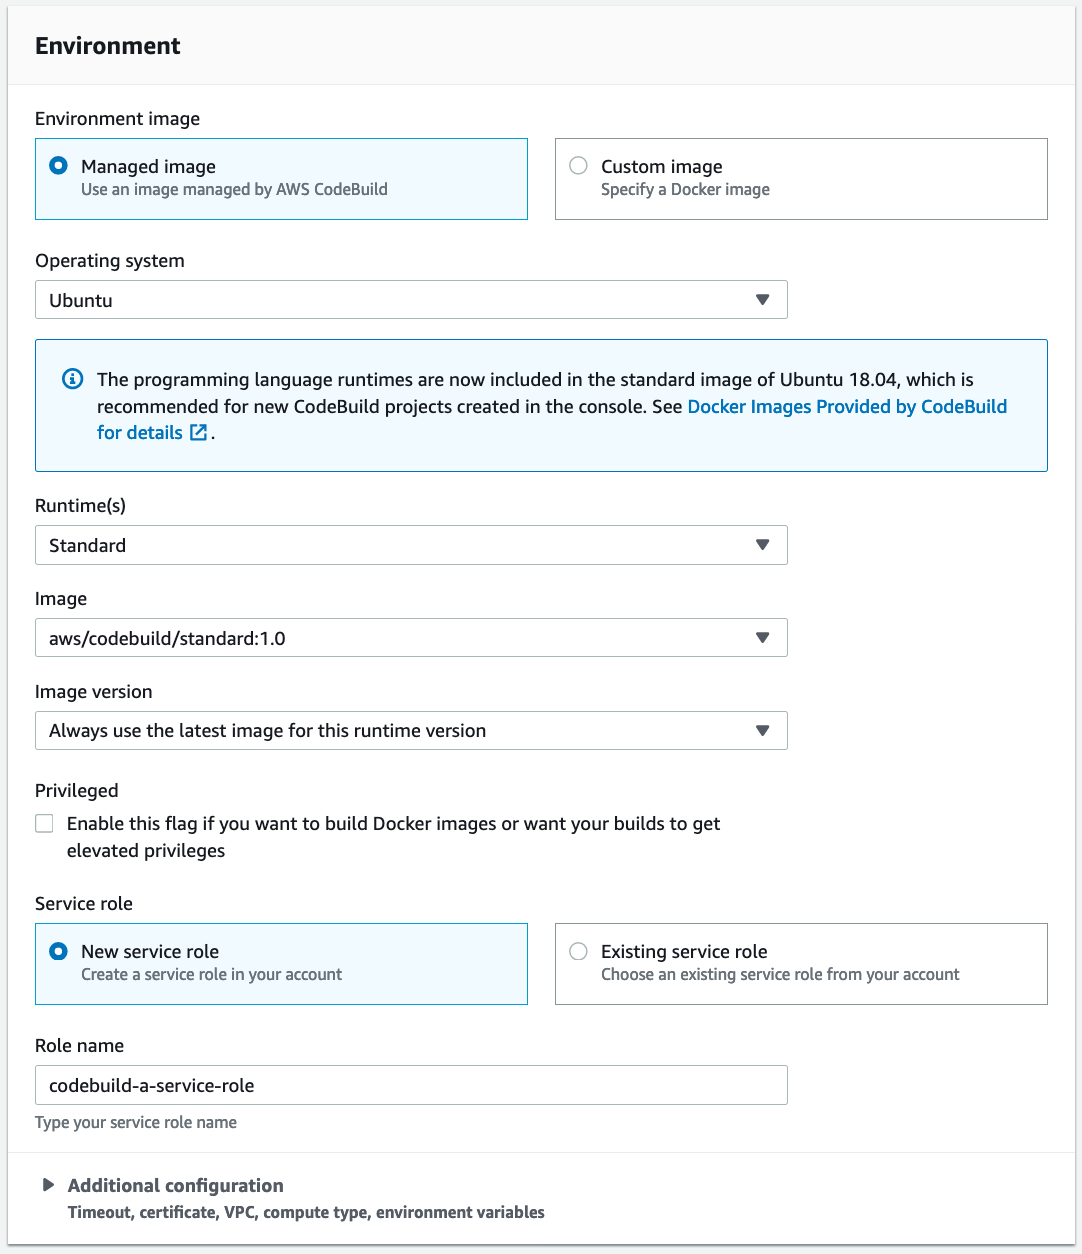 Environment
Environment image
Managed image
Use an image managed by AWS CodeBuild
Custom image
Specify a Docker image
Operating system
Ubuntu
The programming language runtimes are now included in the standard image of Ubuntu 18.04, which is
recommended for new CodeBuild projects created in the console. See Docker Images Provided by CodeBuild
for details .
Runtime(s)
Standard
Image
aws/codebuild/standard:1.0
Image version
Always use the latest image for this runtime version
Privileged
Enable this flag if you want to build Docker images or want your builds to get
elevated privileges
Service role
New service role
Create a service role in your account
Existing service role
Choose an existing service role from your account
Role name
codebuild-a-service-role
Type your service role name
Additional configuration
Timeout, certificate, VPC, compute type, environment variables